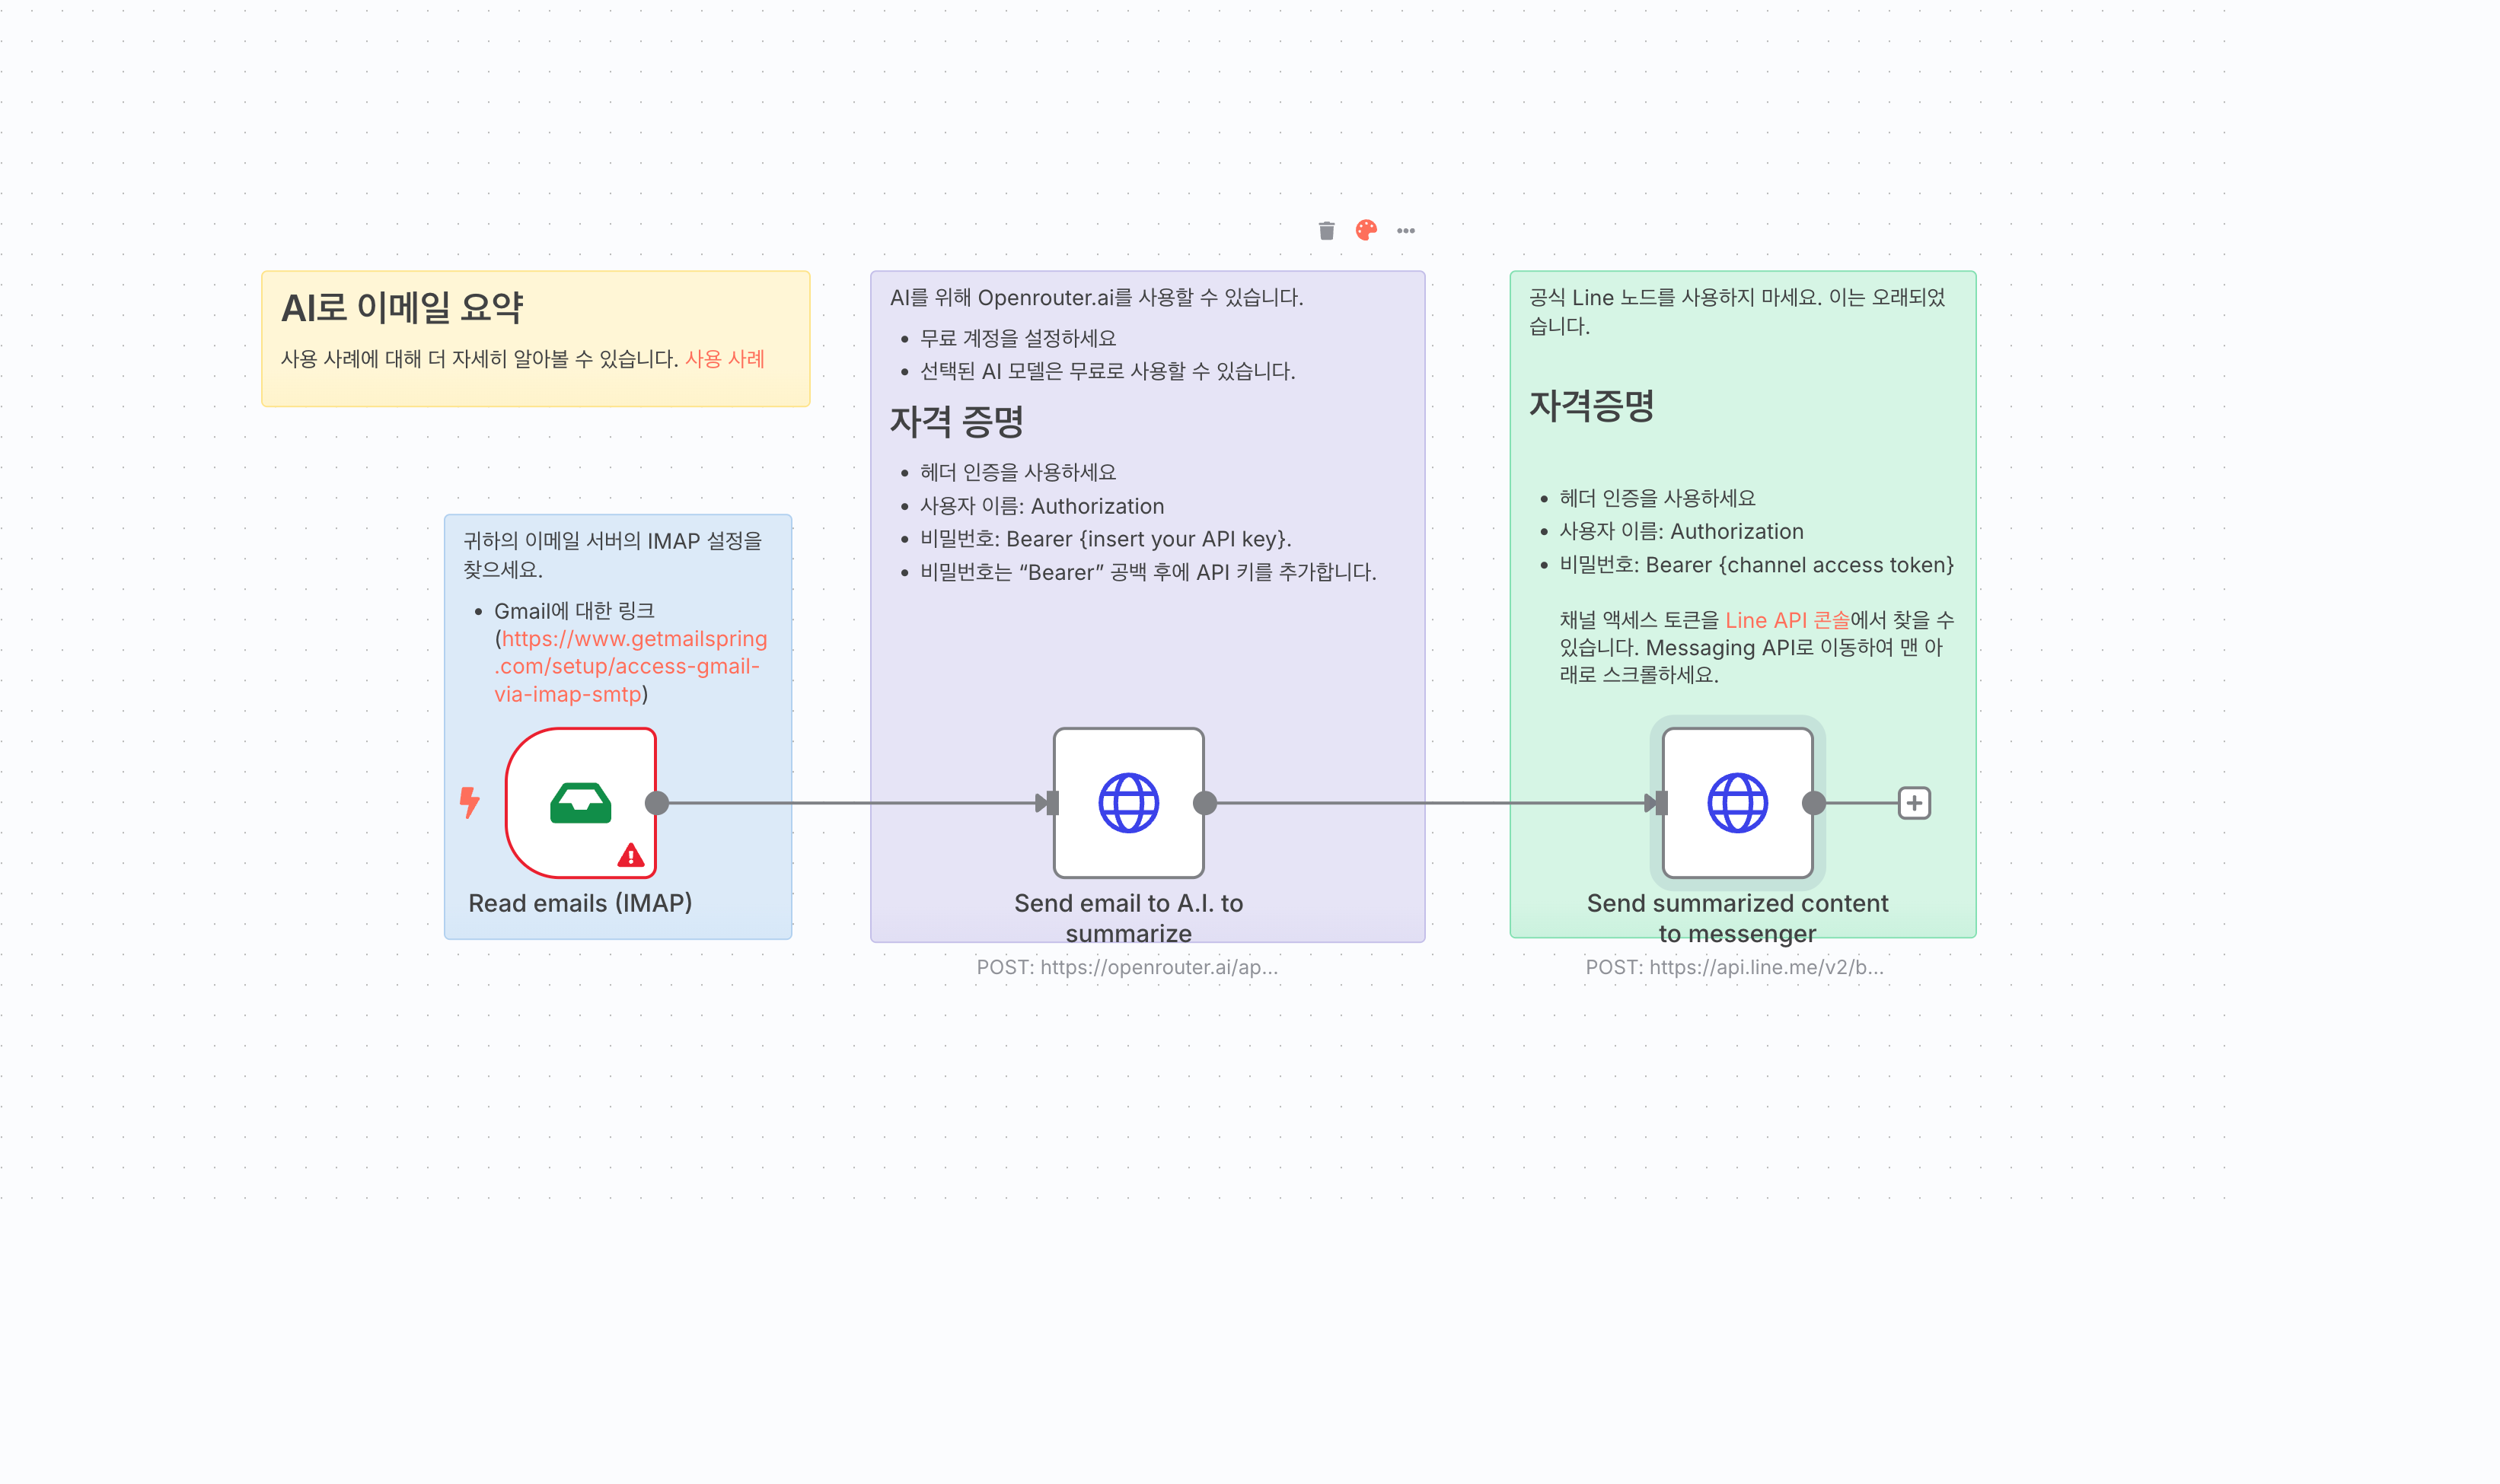 AI로 이메일 요약
사용 사례에 대해 더 자세히 알아볼 수 있습니다. 사용 사례
귀하의 이메일 서버의 IMAP 설정을
찾으세요.
Gmail에 대한 링크
(https://www.getmailspring
.com/setup/access-gmail-
via-imap-smtp)
Read emails (IMAP)
AI를 위해 Openrouter.ai를 사용할 수 있습니다.
무료 계정을 설정하세요
선택된 AI 모델은 무료로 사용할 수 있습니다.
자격 증명
헤더 인증을 사용하세요
사용자 이름: Authorization
비밀번호: Bearer {insert your API key}.
비밀번호는 “Bearer” 공백 후에 API 키를 추가합니다.
Send email to A.I. to
summarize
POST: https://openrouter.ai/ap...
공식 Line 노드를 사용하지 마세요. 이는 오래되었
습니다.
자격증명
헤더 인증을 사용하세요
사용자 이름: Authorization
비밀번호: Bearer {channel access token}
채널 액세스 토큰을 Line API 콘솔에서 찾을 수
있습니다. Messaging API로 이동하여 맨 아
래로 스크롤하세요.
Send summarized content
to messenger
POST: https://api.line.me/v2/b...